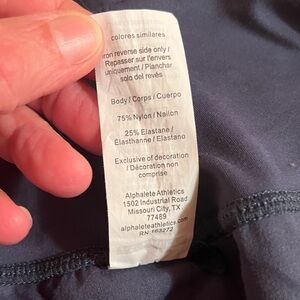 colores similares
Iron reverse side only /
Repasser sur l'envers
uniquement / Planchar
solo del revés
Body / Corps / Cuerpo
75% Nylon / Nailon
25% Elastane /
Élasthanne / Elastano
Exclusive of decoration
/ Décoration non
comprise
Alphalete Athletics
1502 Industrial Road
Missouri City, TX
77489
alphaleteathletics.com
RN:163272